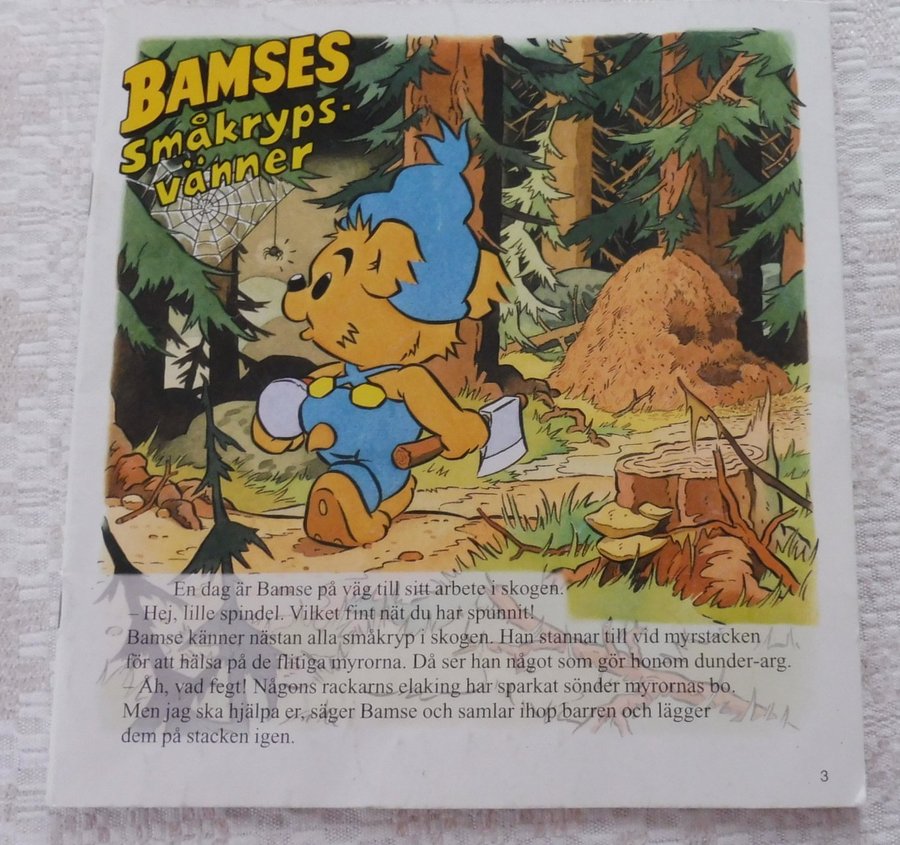 BAMSES
Småkryps-
vänner
En dag är Bamse på väg till sitt arbete i skogen.
– Hej, lille spindel. Vilket fint nät du har spunnit!
Bamse känner nästan alla småkryp i skogen. Han stannar till vid myrstacken
för att hälsa på de flitiga myrorna. Då ser han något som gör honom dunder-arg.
– Åh, vad fegt! Någons rackarns elaking har sparkat sönder myrornas bo.
Men jag ska hjälpa er, säger Bamse och samlar ihop barren och lägger
dem på stacken igen.
3